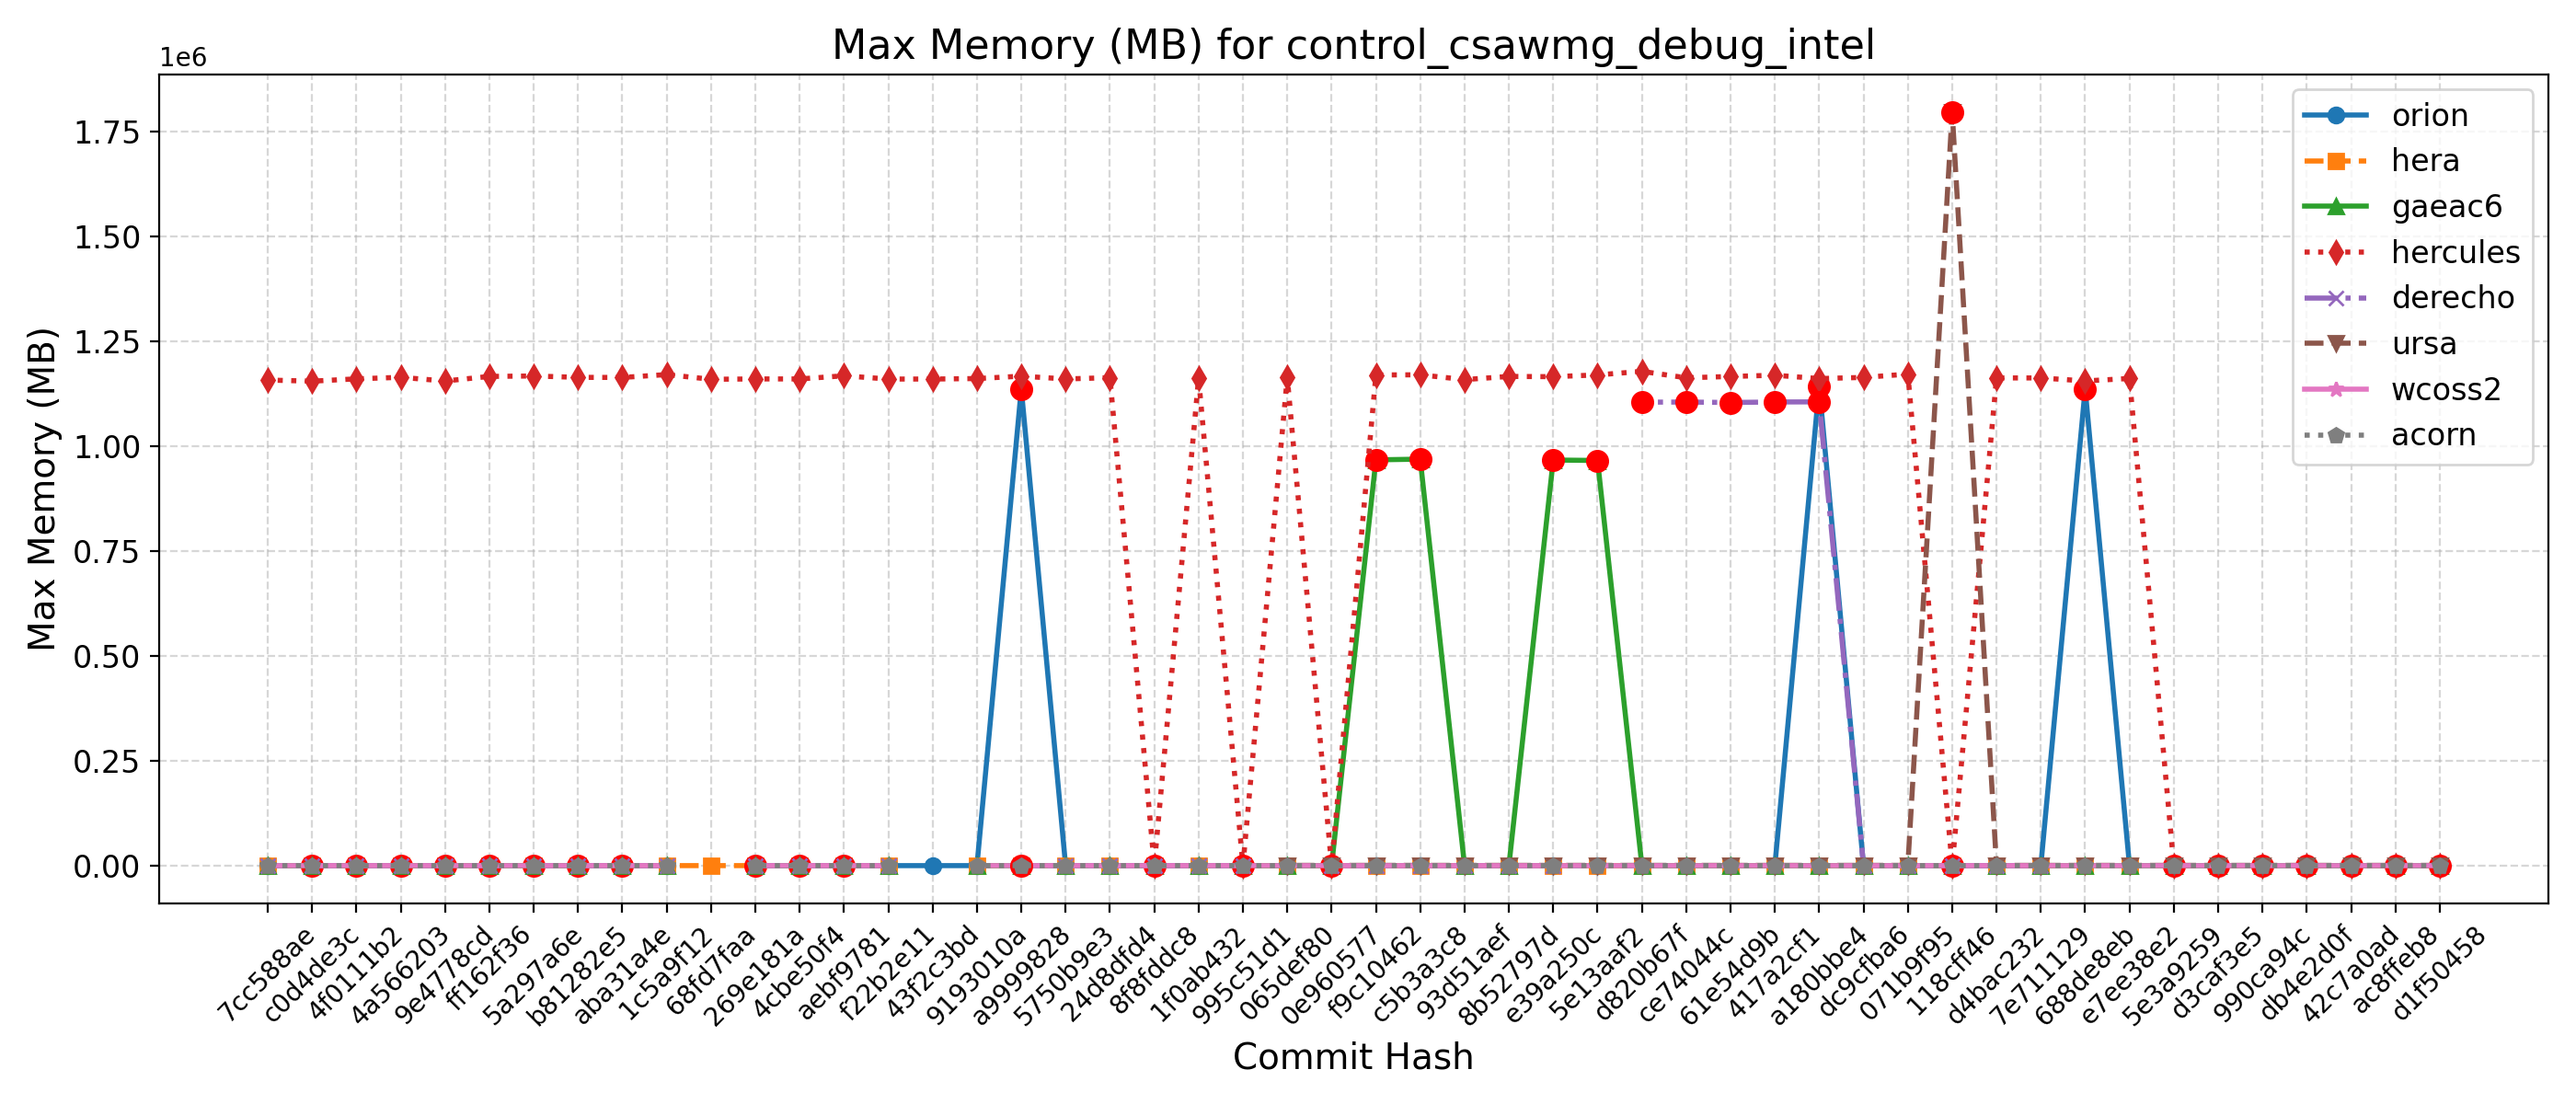 Max Memory (MB) for control_csawmg_debug_intel
1e6
Max Memory (MB)
1.75
1.50
1.25
1.00
0.75
0.50
0.25
0.00
orion
hera
gaeac6
hercules
derecho
ursa
wcoss2
acorn
7cc588ae
c0d4de3c
4f0111b2
4a566203
9e4778cd
ff162f36
5a297a6e
b81282e5
aba31a4e
1c5a9f12
68fd7faa
269e181a
4cbe50f4
aebf9781
f22b2e11
43f2c3bd
9193010a
a9999828
5750b9e3
24d8dfd4
8f8fddc8
1f0ab432
995c51d1
065def80
0e960577
f9c10462
c5b3a3c8
93d51aef
8b52797d
e39a250c
5e13aaf2
d820b67f
ce74044c
61e54d9b
417a2cf1
a180bbe4
dc9cfba6
071b9f95
118cff46
d4bac232
7e711129
688de8eb
e7ee38e2
5e3a9259
d3caf3e5
990ca94c
db4e2d0f
42c7a0ad
ac8ffeb8
d1f50458
Commit Hash